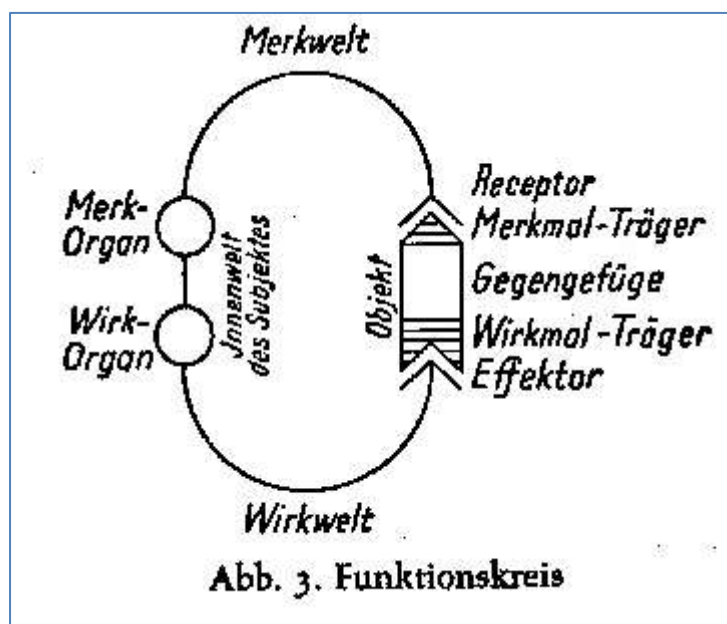 Merkwelt
Merk-
Organ
Wirk-
Organ
Jnnenwelt
des Subjektes
Objekt
Receptor
Merkmal-Träger
Gegengefüge
Wirkmal-Träger
Effektor
Wirkwelt
Abb. 3. Funktionskreis